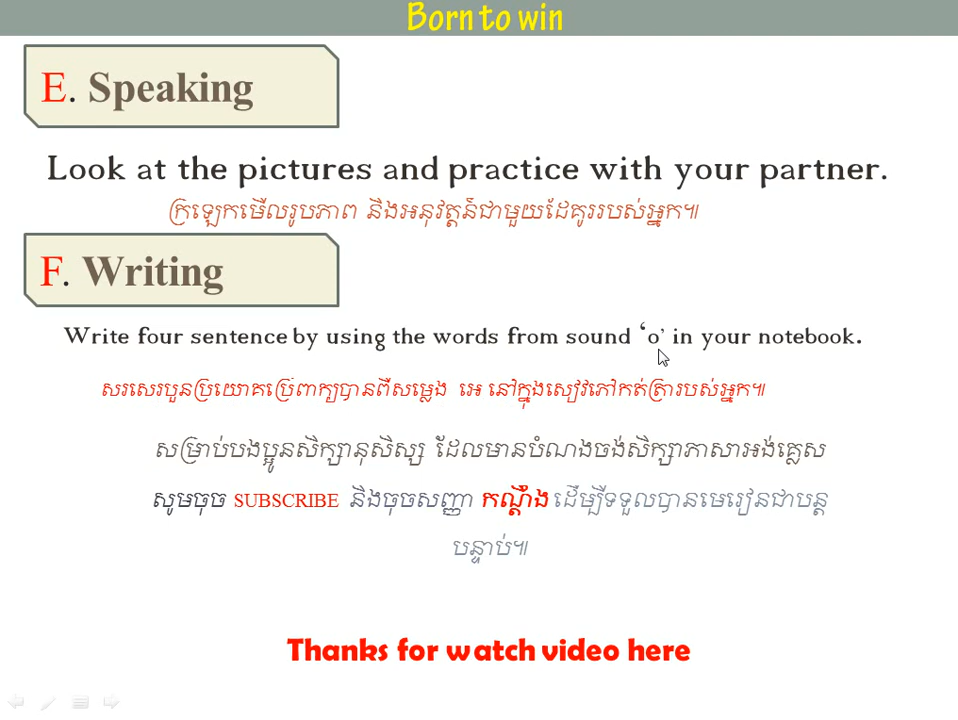 Born to win
E. Speaking
Look at the pictures and practice with your partner.
ក្រឡេកមើលរូបភាព និងអនុវត្តន៍ជាមួយដៃគូររបស់អ្នក៕
F. Writing
Write four sentence by using the words from sound ‘o’ in your notebook.
សរសេរបួនប្រយោគប្រើពាក្យបានពីសម្លេង អេ នៅក្នុងសៀវភៅកត់ត្រារបស់អ្នក៕
សម្រាប់បងប្អូនសិក្សានុសិស្ស ដែលមានបំណងចង់សិក្សាភាសាអង់គ្លេស
សូមចុច SUBSCRIBE និងចុចសញ្ញា កណ្តឹង ដើម្បីទទួលបានមេរៀនជាបន្ត
បន្ទាប់៕
Thanks for watch video here